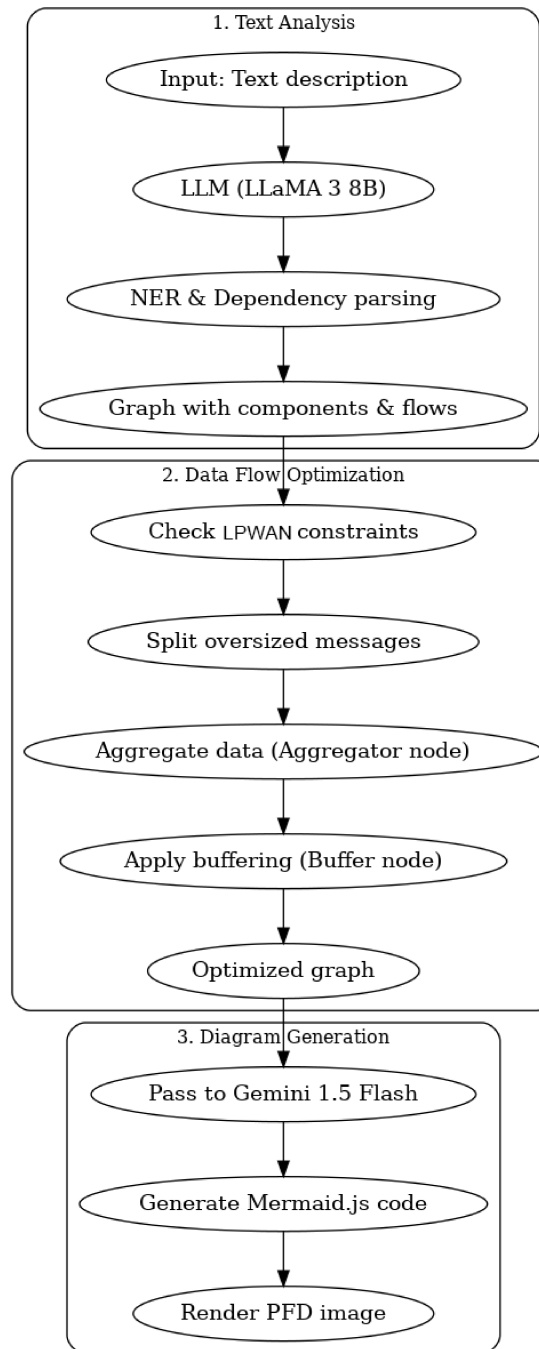 1. Text Analysis
Input: Text description
LLM (LLaMA 3 8B)
NER & Dependency parsing
Graph with components & flows
2. Data Flow Optimization
Check LPWAN constraints
Split oversized messages
Aggregate data (Aggregator node)
Apply buffering (Buffer node)
Optimized graph
3. Diagram Generation
Pass to Gemini 1.5 Flash
Generate Mermaid.js code
Render PFD image